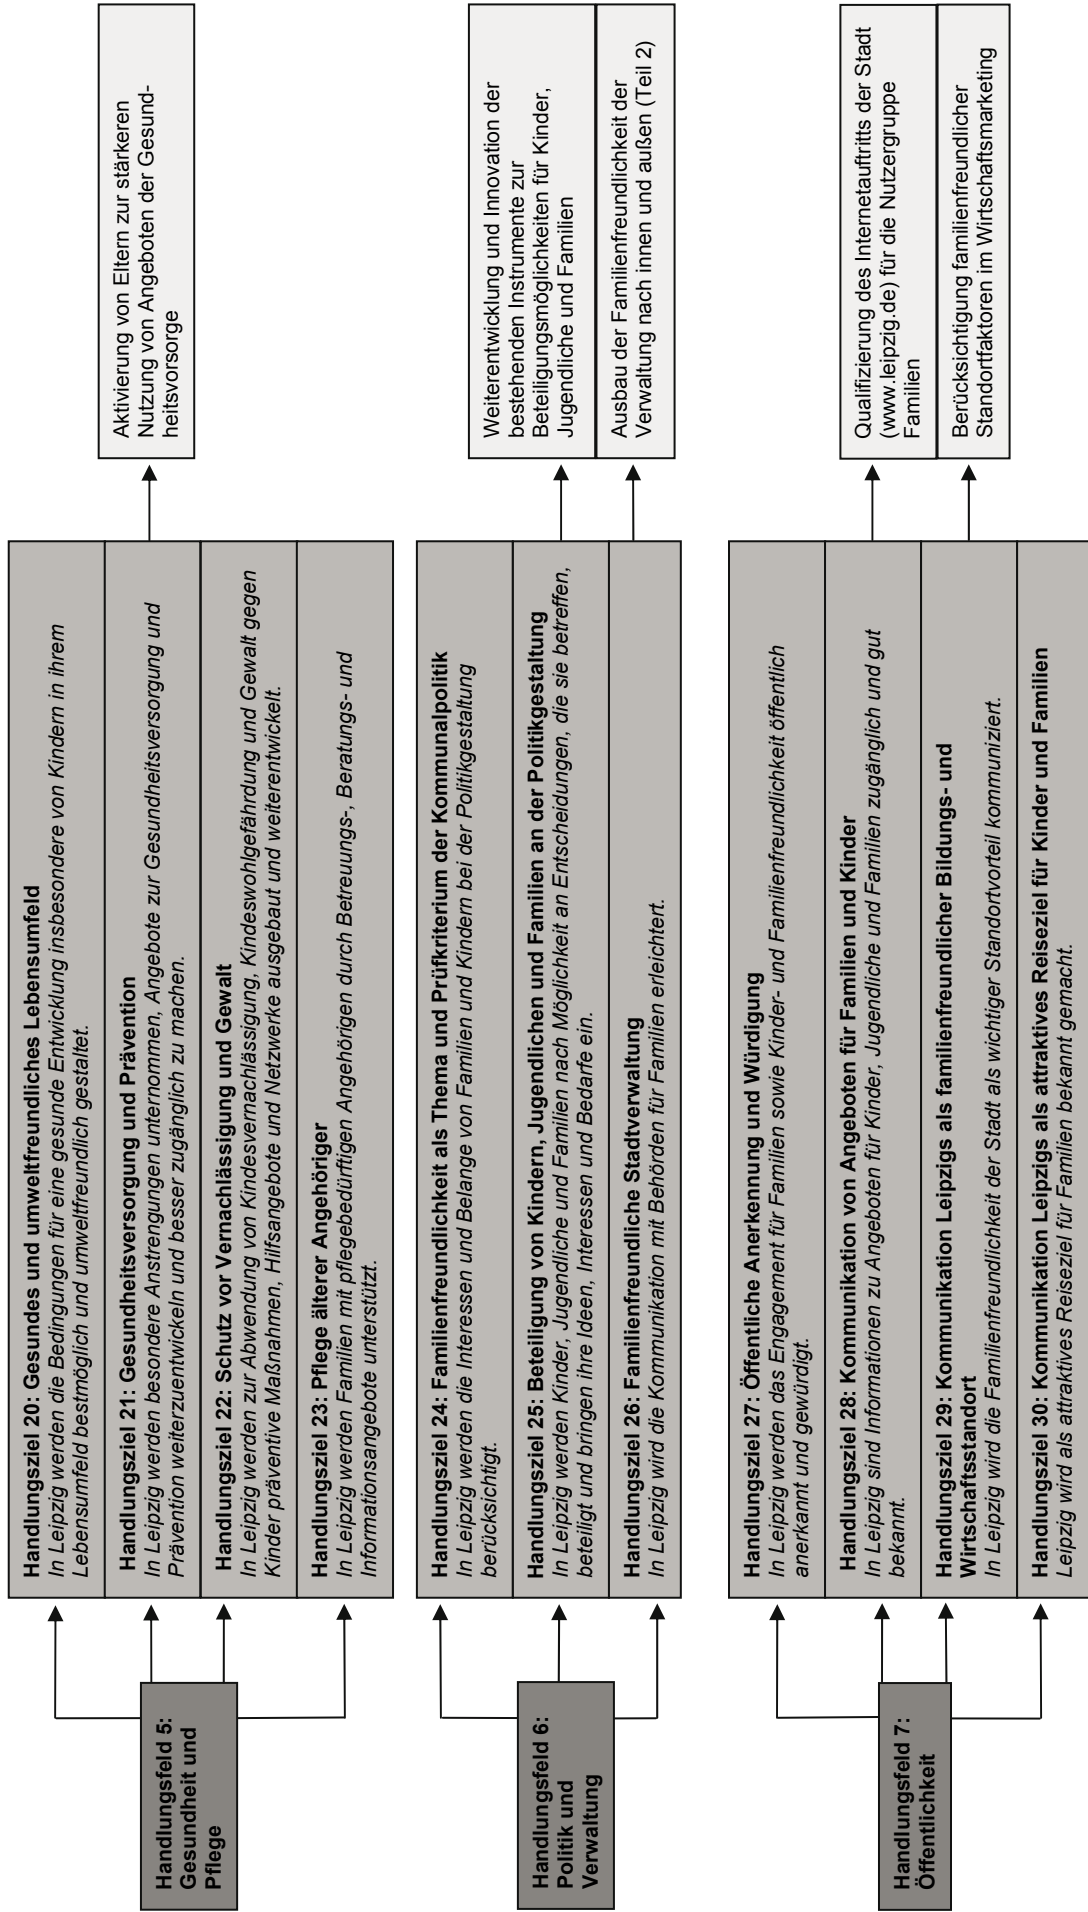 Handlungsfeld 5:
Gesundheit und
Pflege
Handlungsziel 20: Gesundes und umweltfreundliches Lebensumfeld
In Leipzig werden die Bedingungen für eine gesunde Entwicklung insbesondere von Kindern in ihrem
Lebensumfeld bestmöglich und umweltfreundlich gestaltet.
Handlungsziel 21: Gesundheitsversorgung und Prävention
In Leipzig werden besondere Anstrengungen unternommen, Angebote zur Gesundheitsversorgung und
Prävention weiterzuentwickeln und besser zugänglich zu machen.
Handlungsziel 22: Schutz vor Vernachlässigung und Gewalt
In Leipzig werden zur Abwendung von Kindesvernachlässigung, Kindeswohlgefährdung und Gewalt gegen
Kinder präventive Maßnahmen, Hilfsangebote und Netzwerke ausgebaut und weiterentwickelt.
Handlungsziel 23: Pflege älterer Angehöriger
In Leipzig werden Familien mit pflegebedürftigen Angehörigen durch Betreuungs-, Beratungs- und
Informationsangebote unterstützt.
Aktivierung von Eltern zur stärkeren
Nutzung von Angeboten der Gesund-
heitsvorsorge
Handlungsfeld 6:
Politik und
Verwaltung
Handlungsziel 24: Familienfreundlichkeit als Thema und Prüfkriterium der Kommunalpolitik
In Leipzig werden die Interessen und Belange von Familien und Kindern bei der Politikgestaltung
berücksichtigt.
Handlungsziel 25: Beteiligung von Kindern, Jugendlichen und Familien an der Politikgestaltung
In Leipzig werden Kinder, Jugendliche und Familien nach Möglichkeit an Entscheidungen, die sie betreffen,
beteiligt und bringen ihre Ideen, Interessen und Bedarfe ein.
Handlungsziel 26: Familienfreundliche Stadtverwaltung
In Leipzig wird die Kommunikation mit Behörden für Familien erleichtert.
Weiterentwicklung und Innovation der
bestehenden Instrumente zur
Beteiligungsmöglichkeiten für Kinder,
Jugendliche und Familien
Ausbau der Familienfreundlichkeit der
Verwaltung nach innen und außen (Teil 2)
Handlungsfeld 7:
Öffentlichkeit
Handlungsziel 27: Öffentliche Anerkennung und Würdigung
In Leipzig werden das Engagement für Familien sowie Kinder- und Familienfreundlichkeit öffentlich
anerkannt und gewürdigt.
Handlungsziel 28: Kommunikation von Angeboten für Familien und Kinder
In Leipzig sind Informationen zu Angeboten für Kinder, Jugendliche und Familien zugänglich und gut
bekannt.
Handlungsziel 29: Kommunikation Leipzigs als familienfreundlicher Bildungs- und
Wirtschaftsstandort
In Leipzig wird die Familienfreundlichkeit der Stadt als wichtiger Standortvorteil kommuniziert.
Handlungsziel 30: Kommunikation Leipzigs als attraktives Reiseziel für Kinder und Familien
Leipzig wird als attraktives Reiseziel für Familien bekannt gemacht.
Qualifizierung des Internetauftritts der Stadt
(www.leipzig.de) für die Nutzergruppe
Familien
Berücksichtigung familienfreundlicher
Standortfaktoren im Wirtschaftsmarketing